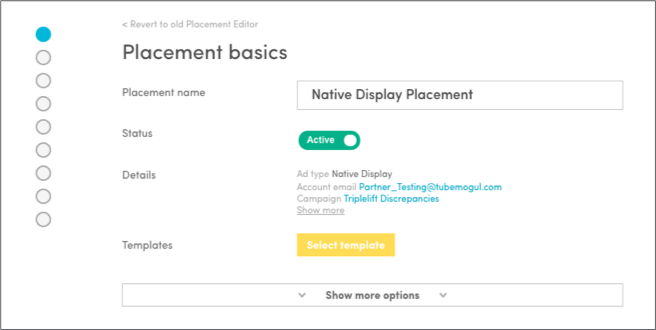 < Revert to old Placement Editor
Placement basics
Placement name
Native Display Placement
Status
Active
Details
Ad type Native Display
Account email Partner_Testing@tubemogul.com
Campaign Triplelift Discrepancies
Show more
Templates
Select template
Show more options